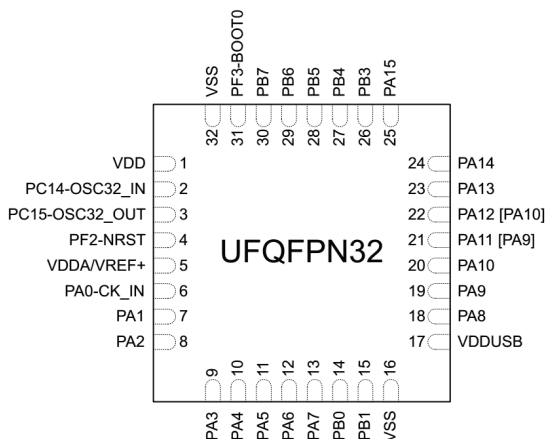 VSS
PF3-BOOT0
PB7
PB6
PB5
PB4
PB3
PA15
32
31
30
29
28
27
26
25
VDD 1
PC14-OSC32_IN 2
PC15-OSC32_OUT 3
PF2-NRST 4
VDDA/VREF+ 5
PA0-CK_IN 6
PA1 7
PA2 8
UFQFPN32
24 PA14
23 PA13
22 PA12 [PA10]
21 PA11 [PA9]
20 PA10
19 PA9
18 PA8
17 VDDUSB
9
10
11
12
13
14
15
16
PA3
PA4
PA5
PA6
PA7
PB0
PB1
VSS